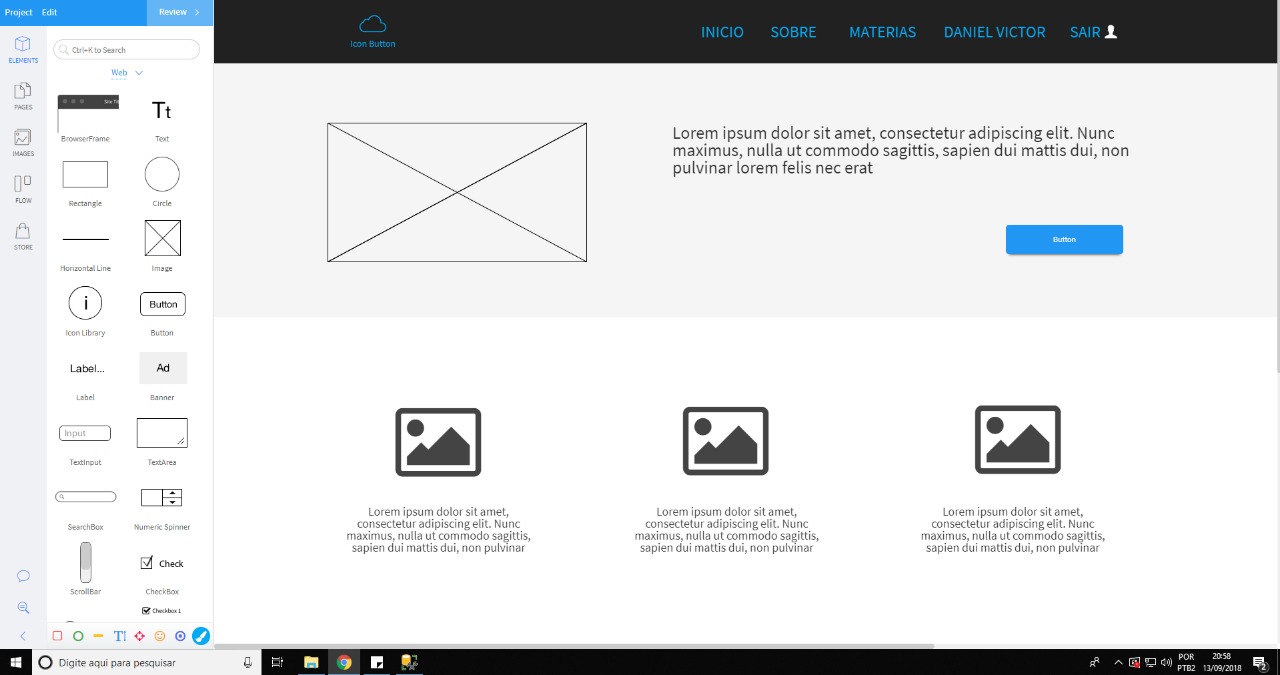 Project Edit Review
ELEMENTS
PAGES
IMAGES
FLOW
STORE
Ctrl+K to Search
Web
Site Tit
BrowserFrame
Tt
Text
Rectangle
Circle
Horizontal Line
Image
i
Icon Library
Button
Button
Label...
Label
Ad
Banner
Input
TextInput
TextArea
SearchBox
Numeric Spinner
ScrollBar
Check
CheckBox
Checkbox 1
T
Icon Button
INICIO SOBRE MATERIAS DANIEL VICTOR SAIR
Lorem ipsum dolor sit amet, consectetur adipiscing elit. Nunc
maximus, nulla ut commodo sagittis, sapien dui mattis dui, non
pulvinar lorem felis nec erat
Button
Lorem ipsum dolor sit amet,
consectetur adipiscing elit. Nunc
maximus, nulla ut commodo sagittis,
sapien dui mattis dui, non pulvinar
Lorem ipsum dolor sit amet,
consectetur adipiscing elit. Nunc
maximus, nulla ut commodo sagittis,
sapien dui mattis dui, non pulvinar
Lorem ipsum dolor sit amet,
consectetur adipiscing elit. Nunc
maximus, nulla ut commodo sagittis,
sapien dui mattis dui, non pulvinar
Digite aqui para pesquisar
POR
PTB2
20:58
13/09/2018
2